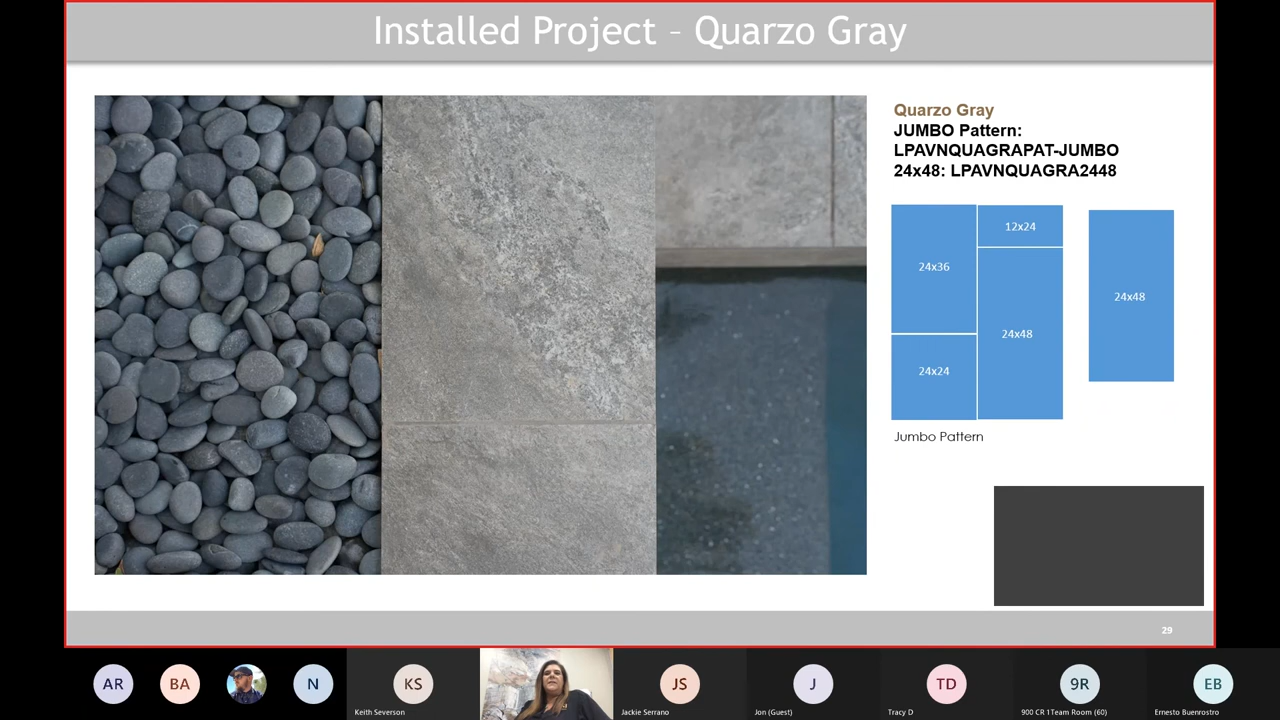 Installed Project – Quarzo Gray
Quarzo Gray
JUMBO Pattern:
LPAVNQUAGRAPAT-JUMBO
24x48: LPAVNQUAGRA2448
12x24
24x36
24x48
24x48
24x24
Jumbo Pattern
29
AR
BA
N
KS
JS
J
TD
9R
EB
Keith Severson
Jackie Serrano
Jon (Guest)
Tracy D
900 CR 1Team Room (60)
Ernesto Buenrostro